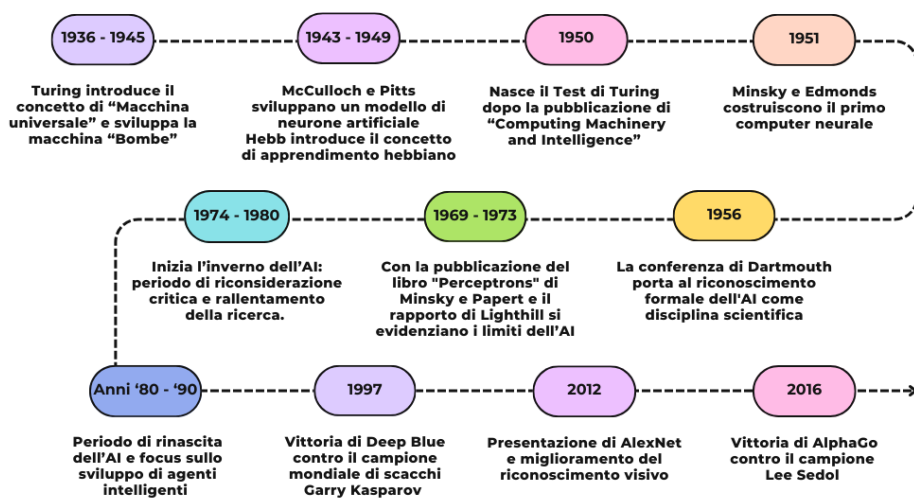 1936 - 1945
Turing introduce il
concetto di “Macchina
universale” e sviluppa la
macchina “Bombe”
1943 - 1949
McCulloch e Pitts
sviluppano un modello di
neurone artificiale
Hebb introduce il concetto
di apprendimento hebbiano
1950
Nasce il Test di Turing
dopo la pubblicazione di
“Computing Machinery
and Intelligence”
1951
Minsky e Edmonds
costruiscono il primo
computer neurale
1956
La conferenza di Dartmouth
porta al riconoscimento
formale dell'AI come
disciplina scientifica
1969 - 1973
Con la pubblicazione del
libro "Perceptrons" di
Minsky e Papert e il
rapporto di Lighthill si
evidenziano i limiti dell’AI
1974 - 1980
Inizia l’inverno dell’AI:
periodo di riconsiderazione
critica e rallentamento
della ricerca.
Anni ‘80 - ‘90
Periodo di rinascita
dell’AI e focus sullo
sviluppo di agenti
intelligenti
1997
Vittoria di Deep Blue
contro il campione
mondiale di scacchi
Garry Kasparov
2012
Presentazione di AlexNet
e miglioramento del
riconoscimento visivo
2016
Vittoria di AlphaGo
contro il campione
Lee Sedol